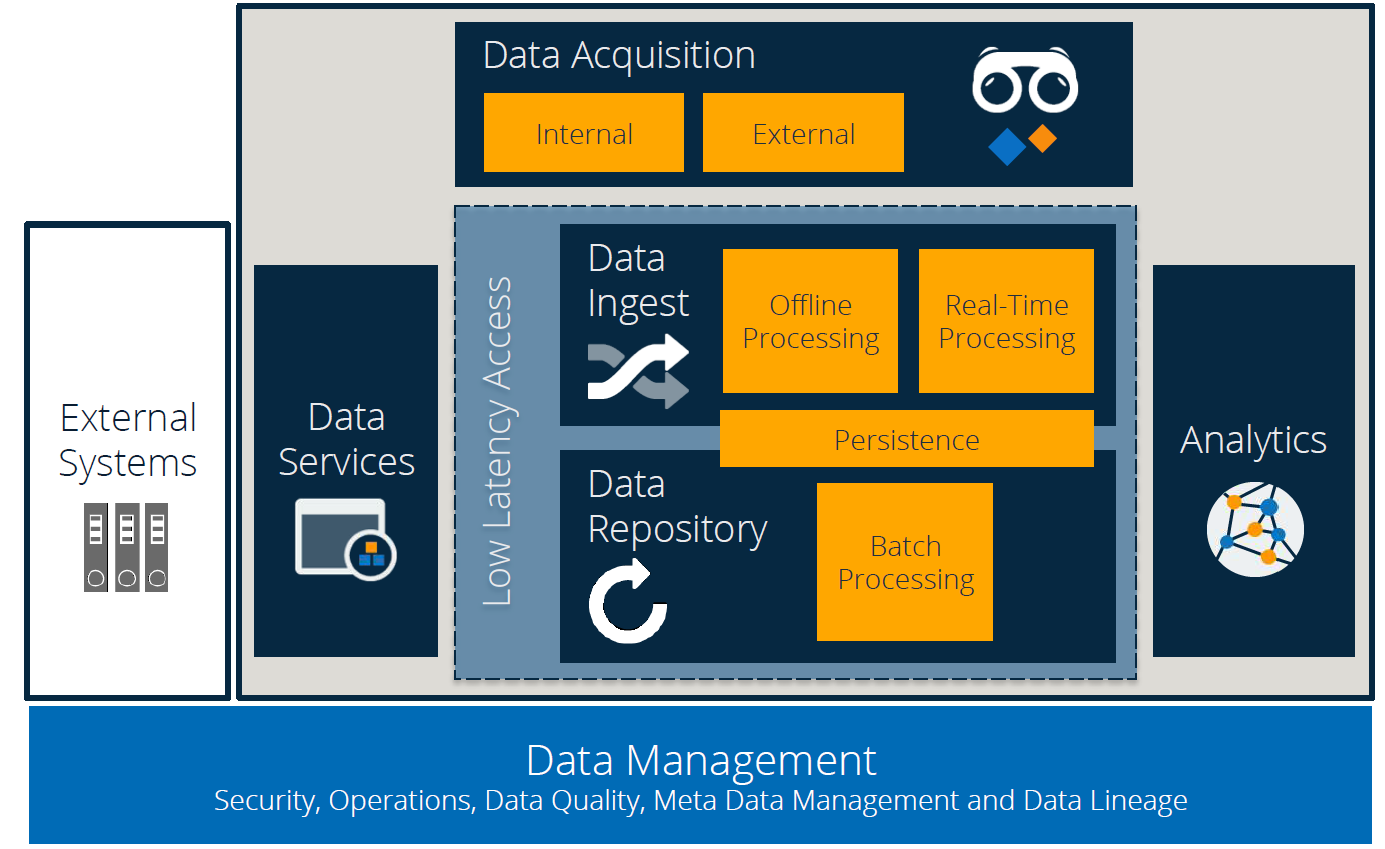 Data Acquisition
Internal
External
Low Latency Access
Data
Ingest
Offline
Processing
Real-Time
Processing
Persistence
Data
Repository
Batch
Processing
External
Systems
Data
Services
Analytics
Data Management
Security, Operations, Data Quality, Meta Data Management and Data Lineage